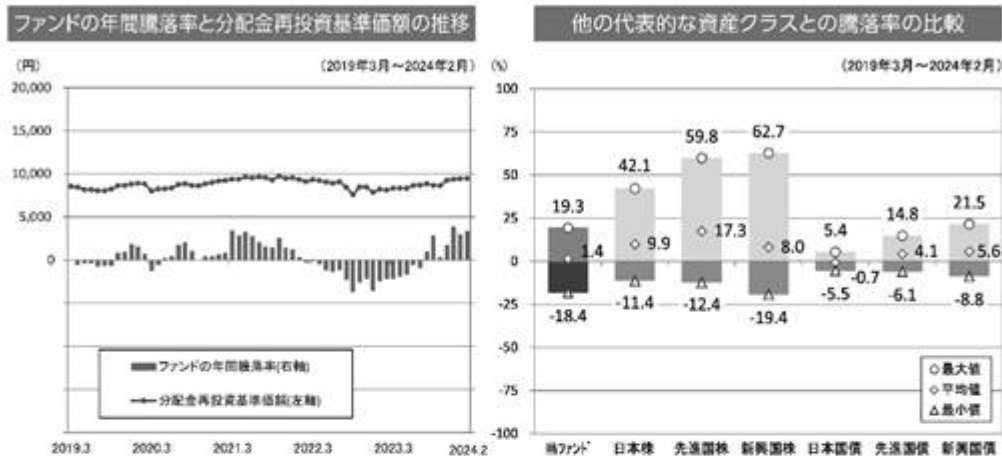 ファンドの年間騰落率と分配金再投資基準価額の推移
(円)
(2019年3月～2024年2月)
20,000
15,000
10,000
5,000
0
ファンドの年間騰落率(右軸)
分配金再投資基準価額(左軸)
2019.3
2020.3
2021.3
2022.3
2023.3
2024.2
他の代表的な資産クラスとの騰落率の比較
(%)
(2019年3月～2024年2月)
100
75
50
25
0
-25
-50
-75
-100
19.3
42.1
59.8
62.7
5.4
14.8
21.5
1.4
9.9
17.3
8.0
-0.7
4.1
5.6
-18.4
-11.4
-12.4
-19.4
-5.5
-6.1
-8.8
○最大値
◇平均値
△最小値
当ファンド
日本株
先進国株
新興国株
日本国債
先進国債
新興国債